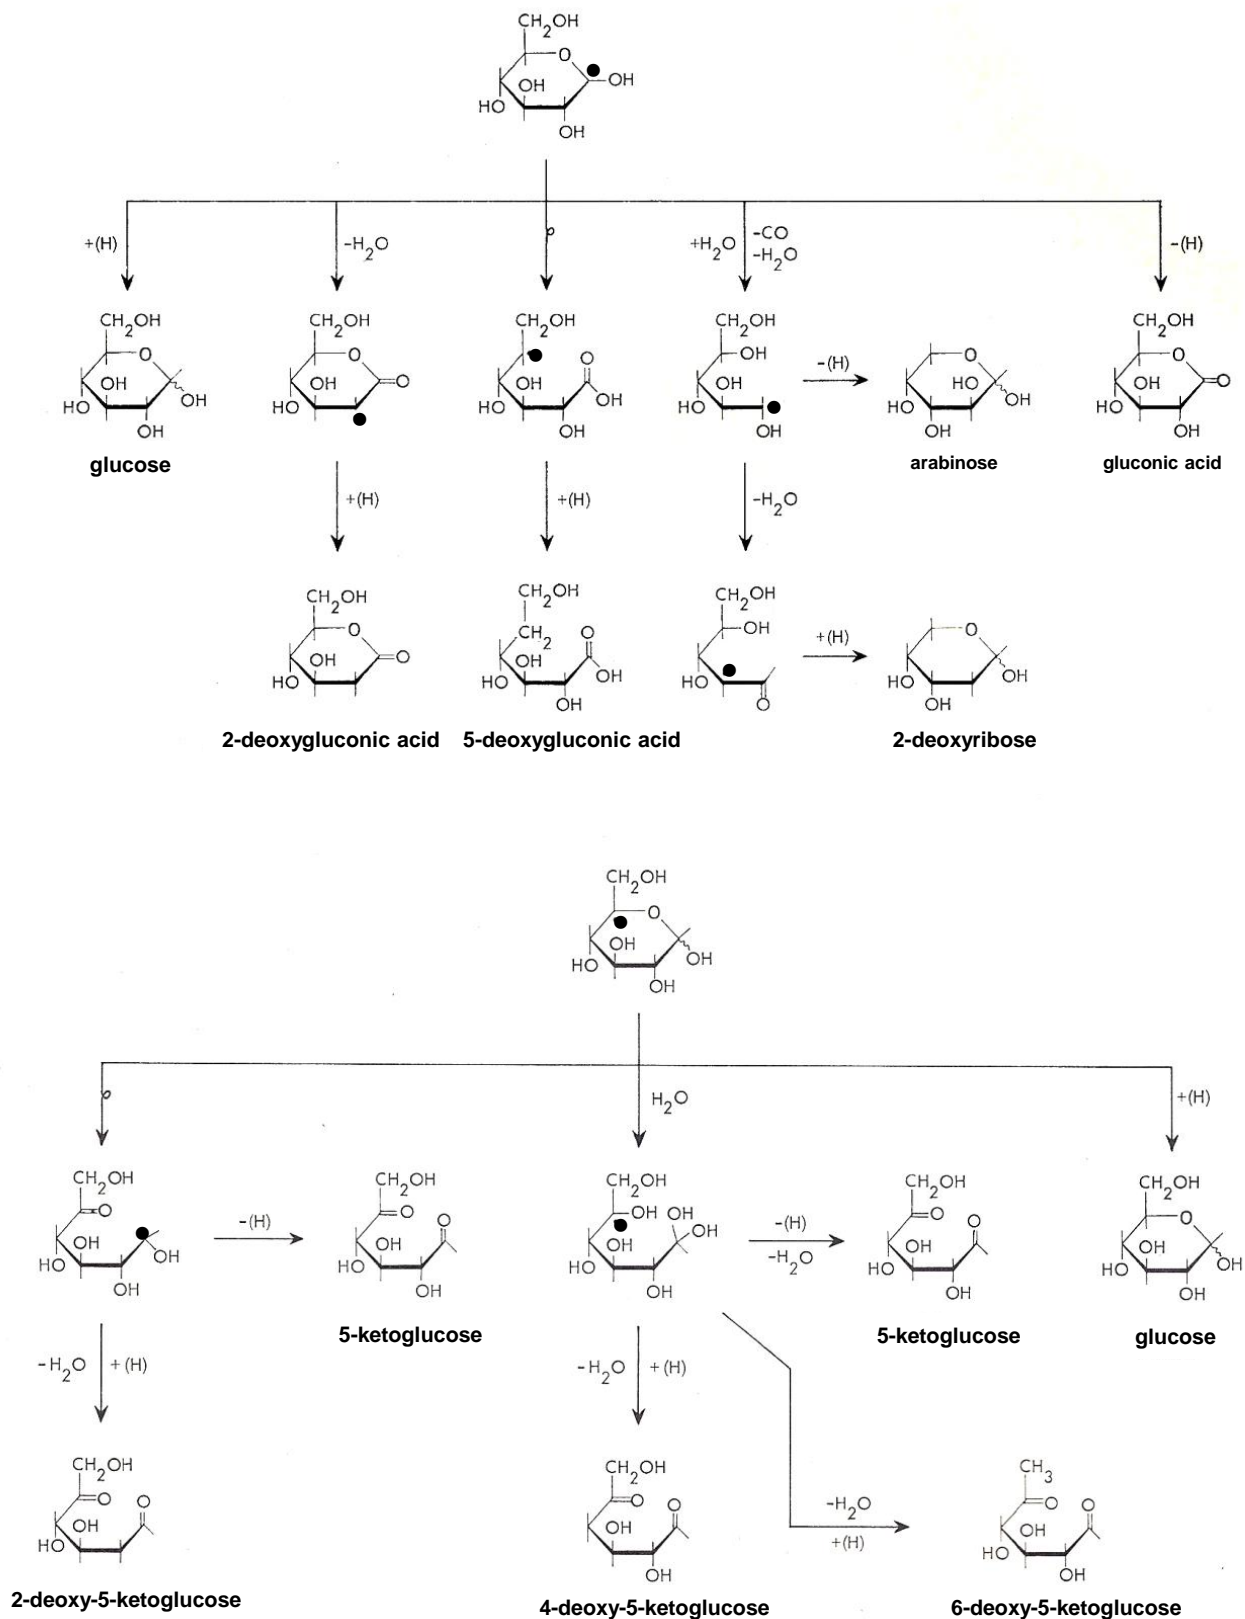 CH2OH
O
OH
OH
HO
OH
+(H)
-H2O
+H2O
-CO
-H2O
-(H)
CH2OH
O
OH
HO
OH
OH
glucose
CH2OH
O
OH
O
HO
CH2OH
O
OH
OH
HO
OH
CH2OH
OH
OH
HO
OH
-(H)
O
HO
OH
HO
OH
arabinose
CH2OH
O
OH
O
HO
OH
gluconic acid
+(H)
+(H)
-H2O
CH2OH
O
OH
O
HO
2-deoxygluconic acid
CH2OH
CH2
O
OH
OH
HO
OH
5-deoxygluconic acid
CH2OH
OH
HO
O
+(H)
O
HO
OH
OH
2-deoxyribose
CH2OH
O
OH
HO
OH
OH
H2O
+(H)
CH2OH
O
OH
OH
HO
OH
-(H)
CH2OH
O
O
OH
HO
OH
5-ketoglucose
CH2OH
OH
OH
OH
OH
HO
OH
-(H)
-H2O
CH2OH
O
O
OH
HO
OH
5-ketoglucose
CH2OH
O
OH
HO
OH
OH
glucose
-H2O
+(H)
-H2O
+(H)
CH2OH
O
O
OH
HO
2-deoxy-5-ketoglucose
CH2OH
O
O
OH
OH
4-deoxy-5-ketoglucose
-H2O
+(H)
CH3
O
O
OH
HO
OH
6-deoxy-5-ketoglucose